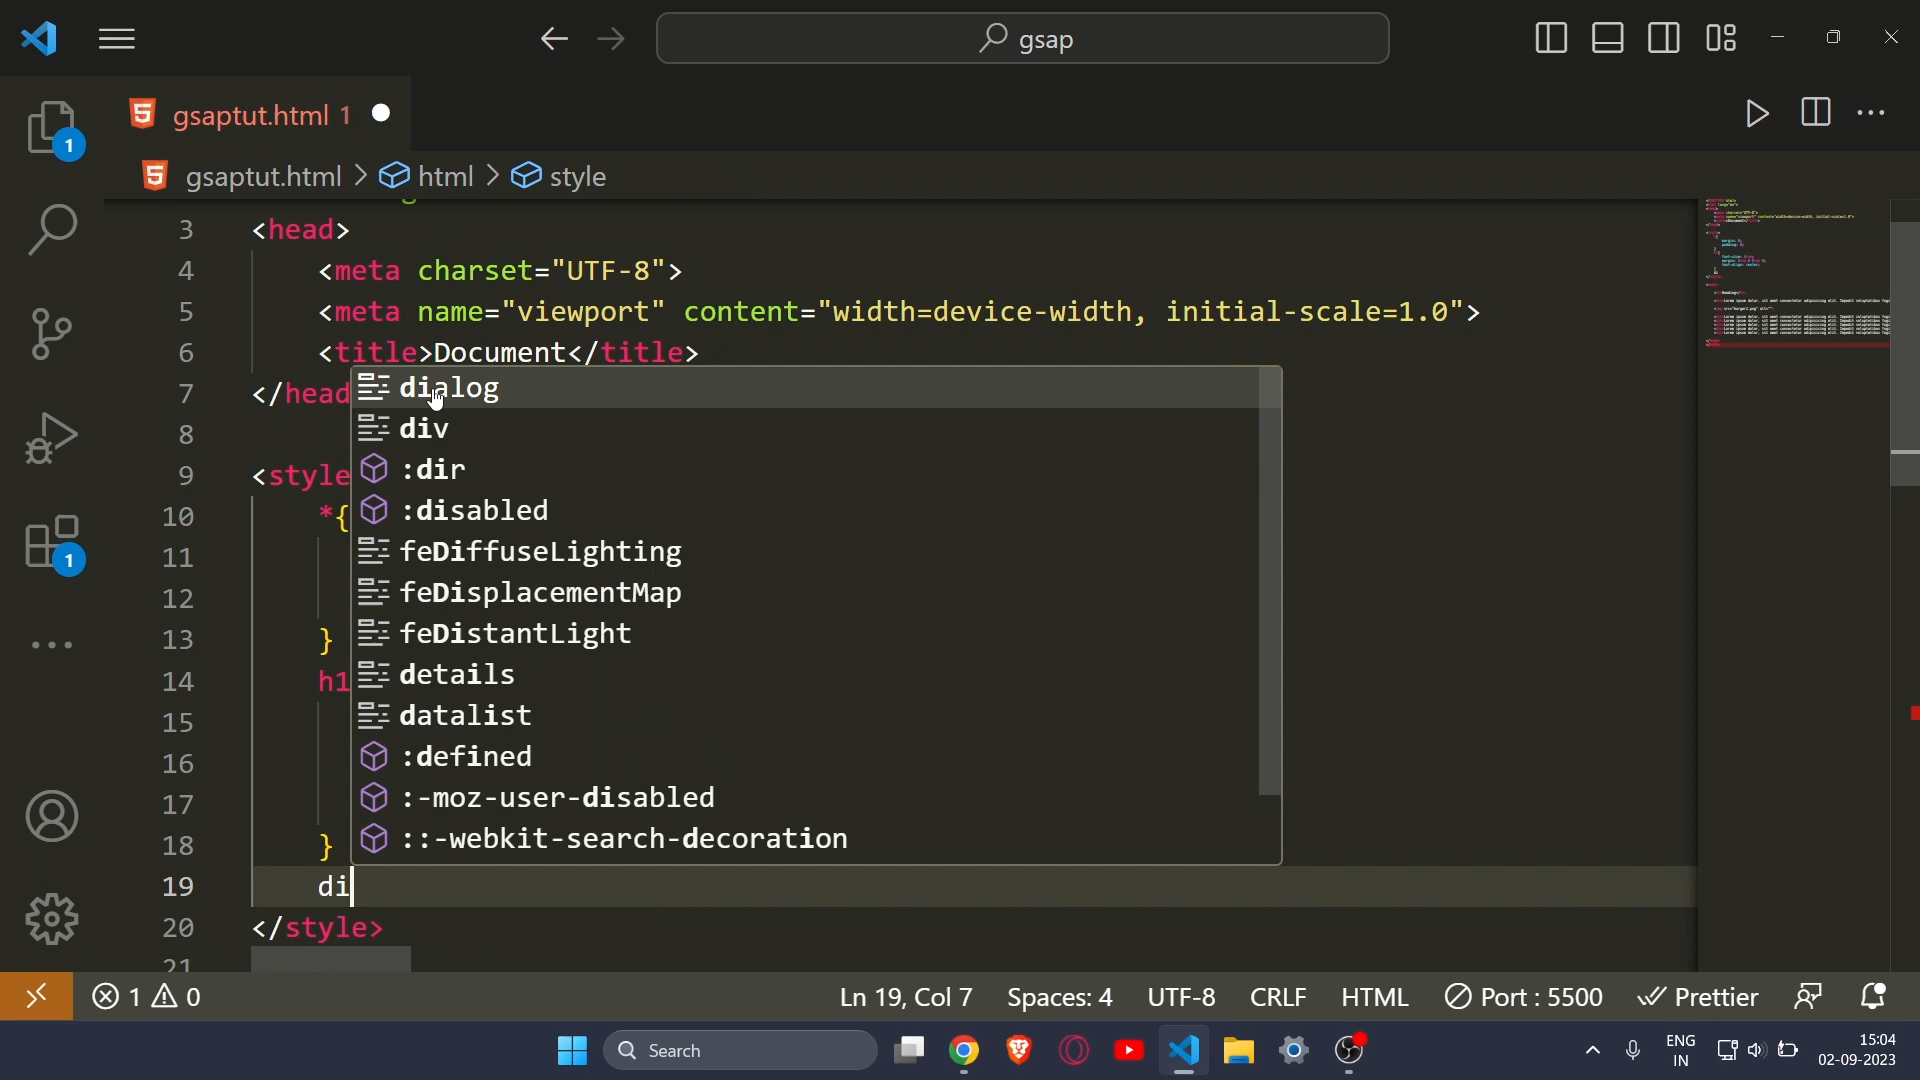 gsap
gsaptut.html 1
gsaptut.html > html > style
1
3 <head>
4 <meta charset="UTF-8">
5 <meta name="viewport" content="width=device-width, initial-scale=1.0">
6 <title>Document</title>
7 </head
8
9 <style
10 *{
11
12
13 }
14 h1
15
16
17
18 }
19 di
20 </style>
21
dialog
div
:dir
:disabled
feDiffuseLighting
feDisplacementMap
feDistantLight
details
datalist
:defined
:-moz-user-disabled
::-webkit-search-decoration
1
1 0 Ln 19, Col 7 Spaces: 4 UTF-8 CRLF HTML Port : 5500 Prettier
Search
ENG
IN
15:04
02-09-2023